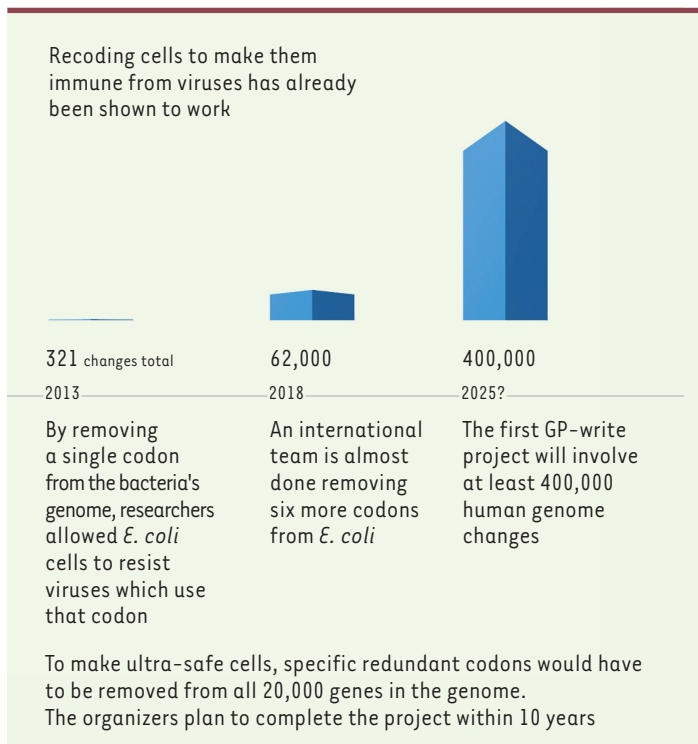 Recoding cells to make them
immune from viruses has already
been shown to work
321 changes total
2013
By removing
a single codon
from the bacteria's
genome, researchers
allowed E. coli
cells to resist
viruses which use
that codon
62,000
2018
An international
team is almost
done removing
six more codons
from E. coli
400,000
2025?
The first GP-write
project will involve
at least 400,000
human genome
changes
To make ultra-safe cells, specific redundant codons would have
to be removed from all 20,000 genes in the genome.
The organizers plan to complete the project within 10 years